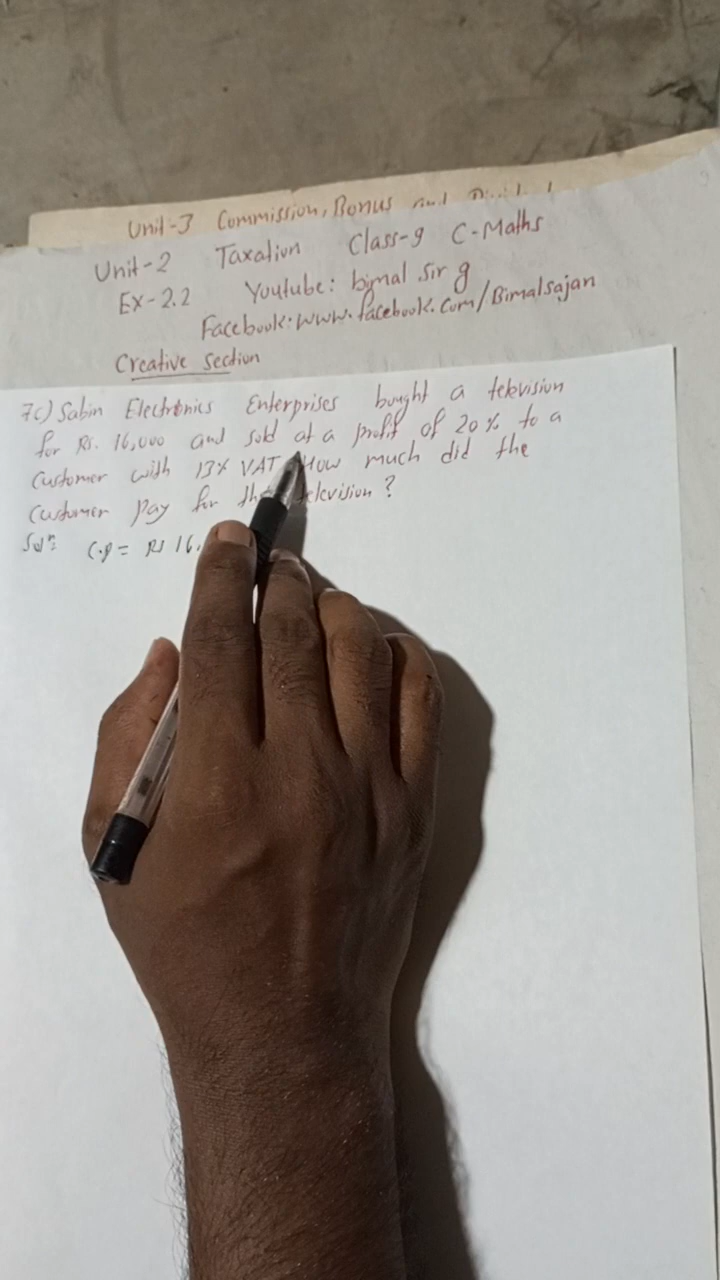 Unit-3 Commission, Bonus and
Unit-2 Taxation Class-9 C-Maths
Ex-2.2 Youtube: bimal sir g
Facebook: www.facebook.com/Bimalsajan
Creative Section
7c) Sabin Electronics Enterprises bought a television
for Rs. 16,000 and sold at a profit of 20% to a
customer with 13% VAT. How much did the
customer pay for the television?
Solⁿ: C.P = Rs 16,